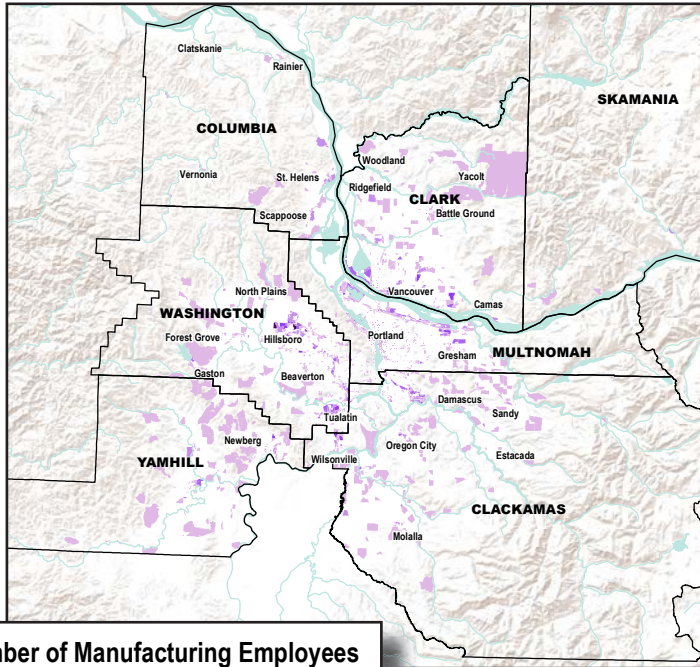 Clatskanie
Rainier
SKAMANIA
COLUMBIA
Woodland
Vernonia
St. Helens
Ridgefield
Yacolt
CLARK
Scappoose
Battle Ground
North Plains
Vancouver
Camas
WASHINGTON
Forest Grove
Hillsboro
Portland
MULTNOMAH
Gresham
Gaston
Beaverton
Damascus
Sandy
Tualatin
Newberg
Oregon City
Wilsonville
Estacada
YAMHILL
CLACKAMAS
Molalla
ber of Manufacturing Employees